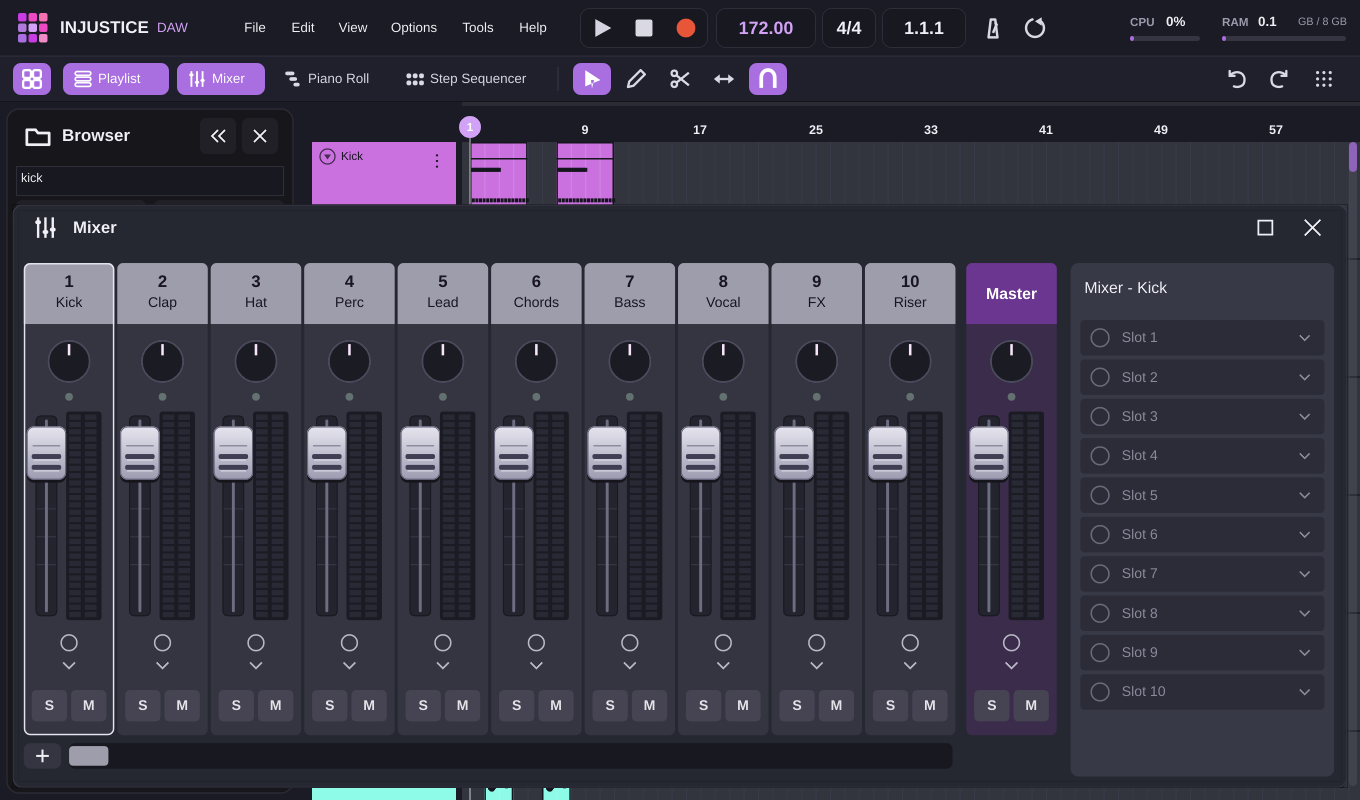 INJUSTICE DAW File Edit View Options Tools Help 172.00 4/4 1.1.1 CPU 0% RAM 0.1 GB / 8 GB
Playlist Mixer Piano Roll Step Sequencer
Browser
1 9 17 25 33 41 49 57
Kick
kick
Mixer
1 2 3 4 5 6 7 8 9 10
Kick Clap Hat Perc Lead Chords Bass Vocal FX Riser
Master
Mixer - Kick
Slot 1
Slot 2
Slot 3
Slot 4
Slot 5
Slot 6
Slot 7
Slot 8
Slot 9
Slot 10
S M S M S M S M S M S M S M S M S M S M S M